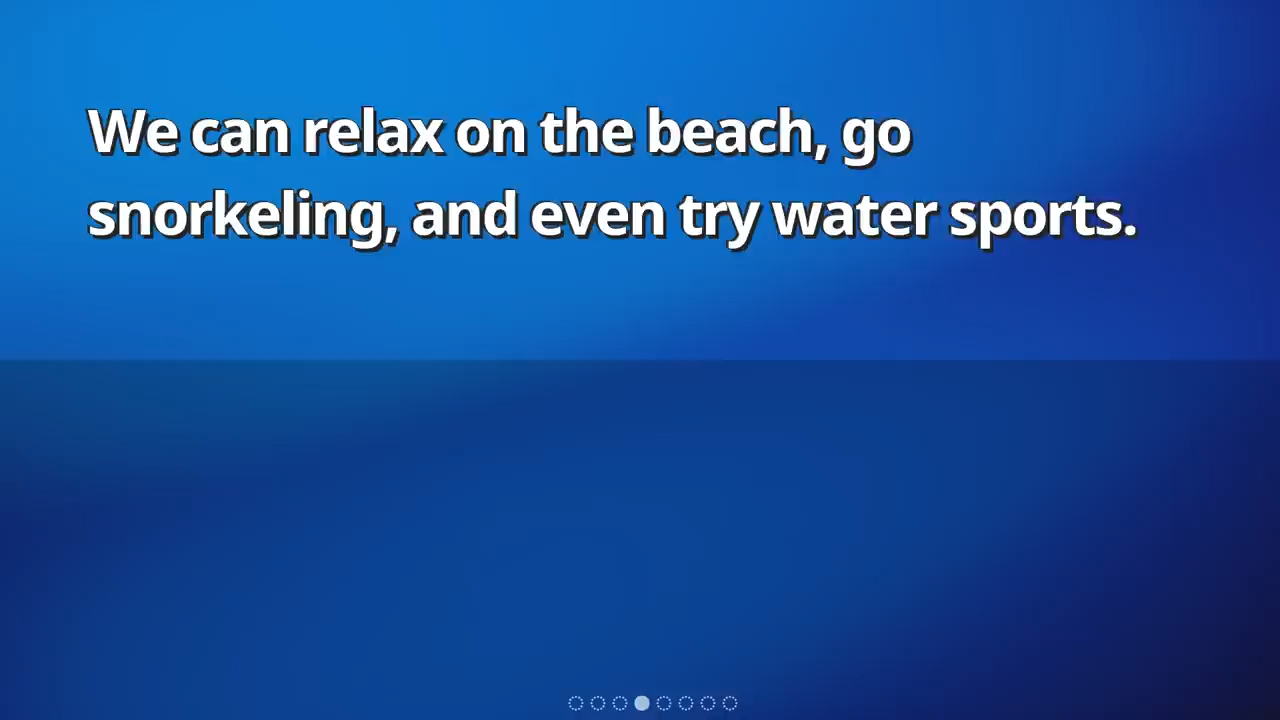 We can relax on the beach, go
snorkeling, and even try water sports.